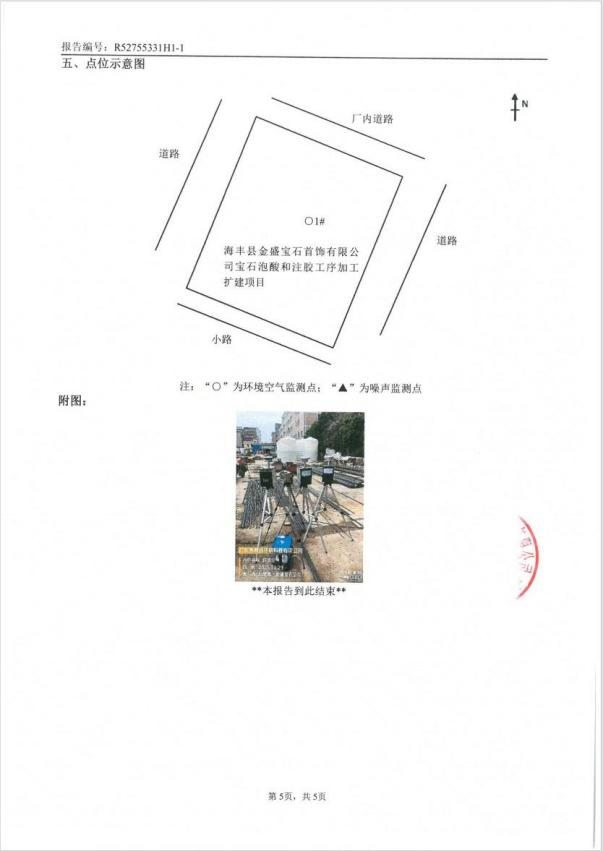 报告编号：R52755331H1-1
五、点位示意图
N
厂内道路
道路
○1#
道路
海丰县金盛宝石首饰有限公
司宝石泡酸和注胶工序加工
扩建项目
小路
注：“○”为环境空气监测点；“▲”为噪声监测点
附图：
**本报告到此结束**
第 5页，共 5页